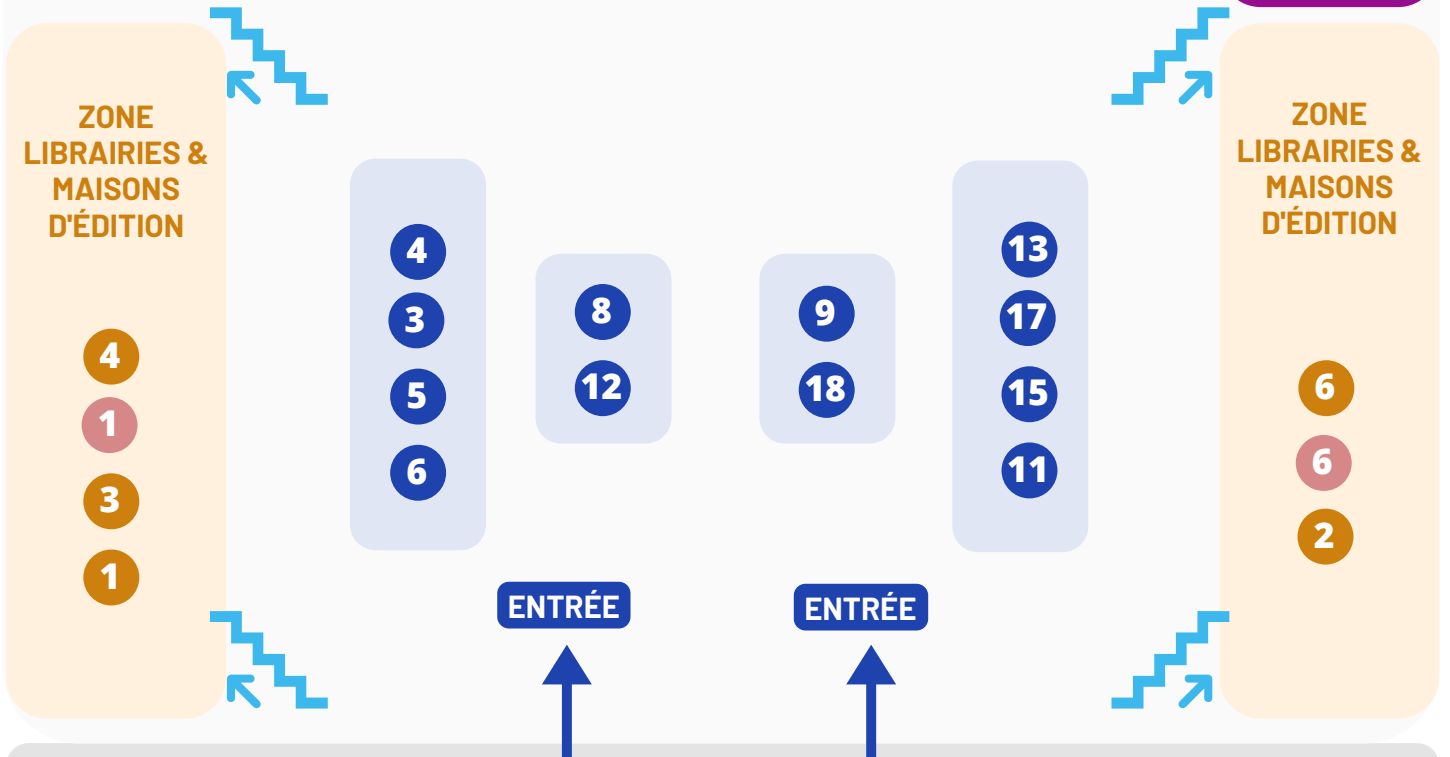 ZONE
LIBRAIRIES &
MAISONS
D'ÉDITION
4
1
3
1
4
3
5
6
8
12
9
18
13
17
15
11
ZONE
LIBRAIRIES &
MAISONS
D'ÉDITION
6
6
2
ENTRÉE
ENTRÉE